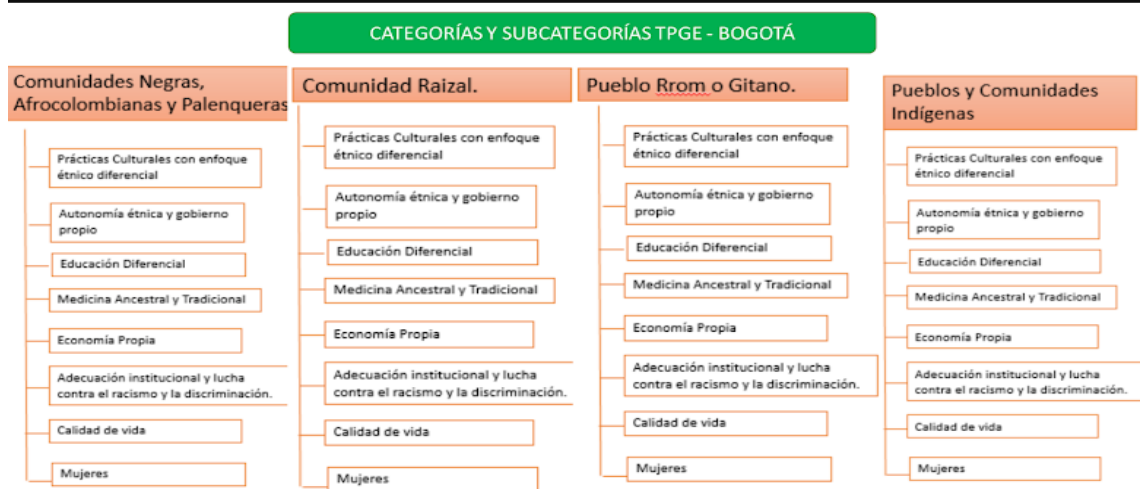 CATEGORÍAS Y SUBCATEGORÍAS TPGE - BOGOTÁ
Comunidades Negras,
Afrocolombianas y Palenqueras
Prácticas Culturales con enfoque
étnico diferencial
Autonomía étnica y gobierno
propio
Educación Diferencial
Medicina Ancestral y Tradicional
Economía Propia
Adecuación institucional y lucha
contra el racismo y la discriminación.
Calidad de vida
Mujeres
Comunidad Raizal.
Prácticas Culturales con enfoque
étnico diferencial
Autonomía étnica y gobierno
propio
Educación Diferencial
Medicina Ancestral y Tradicional
Economía Propia
Adecuación institucional y lucha
contra el racismo y la discriminación.
Calidad de vida
Mujeres
Pueblo Rrom o Gitano.
Prácticas Culturales con enfoque
étnico diferencial
Autonomía étnica y gobierno
propio
Educación Diferencial
Medicina Ancestral y Tradicional
Economía Propia
Adecuación institucional y lucha
contra el racismo y la discriminación.
Calidad de vida
Mujeres
Pueblos y Comunidades
Indígenas
Prácticas Culturales con enfoque
étnico diferencial
Autonomía étnica y gobierno
propio
Educación Diferencial
Medicina Ancestral y Tradicional
Economía Propia
Adecuación institucional y lucha
contra el racismo y la discriminación.
Calidad de vida
Mujeres